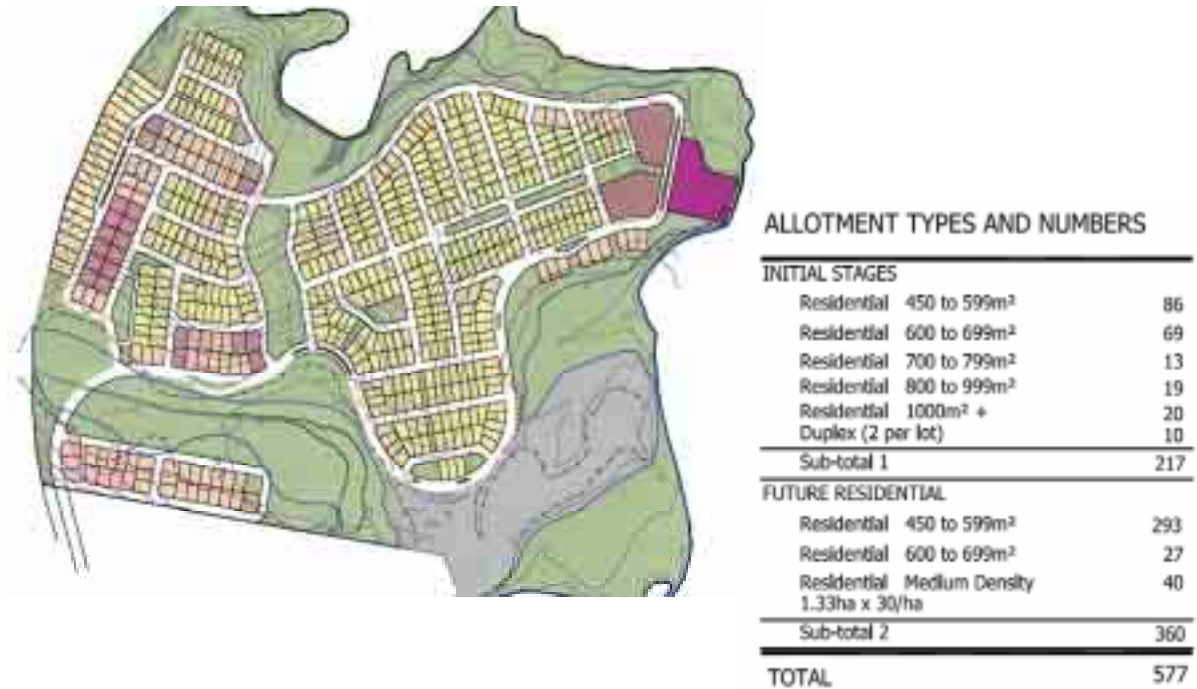 ALLOTMENT TYPES AND NUMBERS
INITIAL STAGES
Residential 450 to 599m² 86
Residential 600 to 699m² 69
Residential 700 to 799m² 13
Residential 800 to 999m² 19
Residential 1000m² + 20
Duplex (2 per lot) 10
Sub-total 1 217
FUTURE RESIDENTIAL
Residential 450 to 599m² 293
Residential 600 to 699m² 27
Residential Medium Density 40
1.33ha x 30/ha
Sub-total 2 360
TOTAL 577